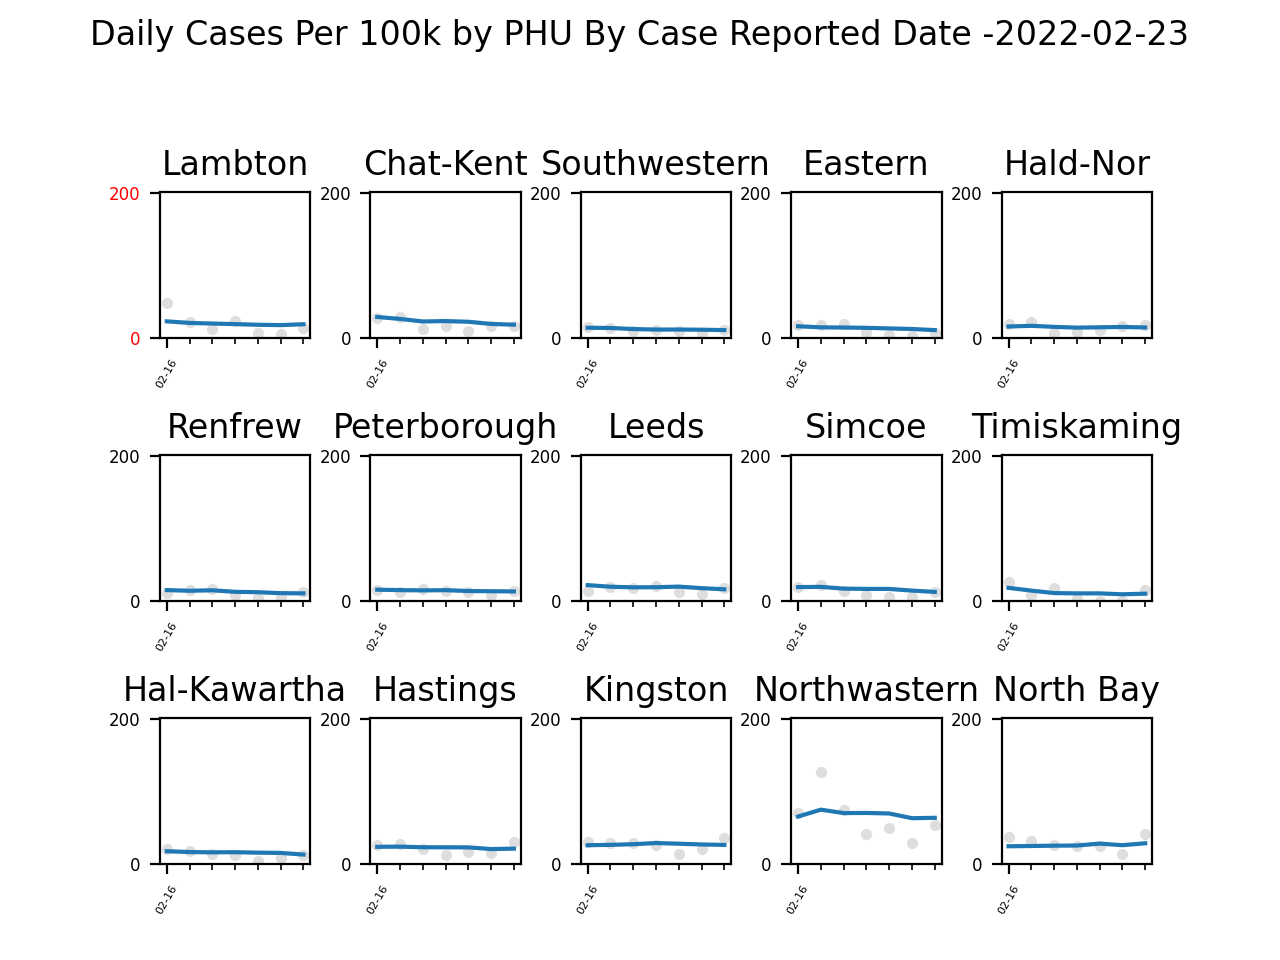 Daily Cases Per 100k by PHU By Case Reported Date -2022-02-23
Lambton Chat-Kent Southwestern Eastern Hald-Nor
200 200 200 200 200
0 0 0 0 0
02-16 02-16 02-16 02-16 02-16
Renfrew Peterborough Leeds Simcoe Timiskaming
200 200 200 200 200
0 0 0 0 0
02-16 02-16 02-16 02-16 02-16
Hal-Kawartha Hastings Kingston Northwastern North Bay
200 200 200 200 200
0 0 0 0 0
02-16 02-16 02-16 02-16 02-16